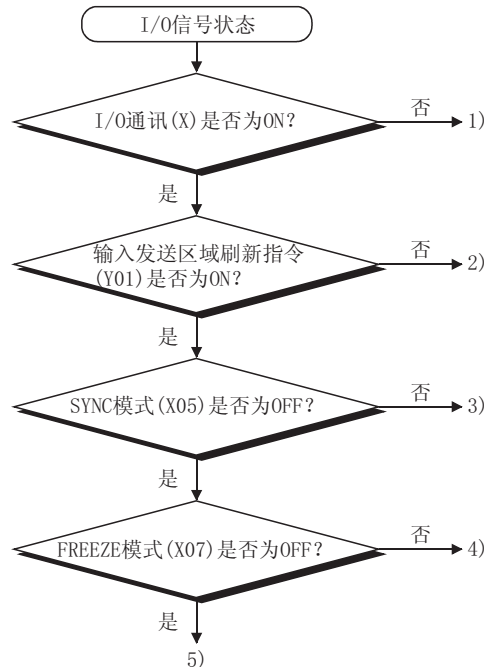 I/O信号状态
I/O通讯(X)是否为ON?
否
1)
是
输入发送区域刷新指令
(Y01)是否为ON?
否
2)
是
SYNC模式(X05)是否为OFF?
否
3)
是
FREEZE模式(X07)是否为OFF?
否
4)
是
5)